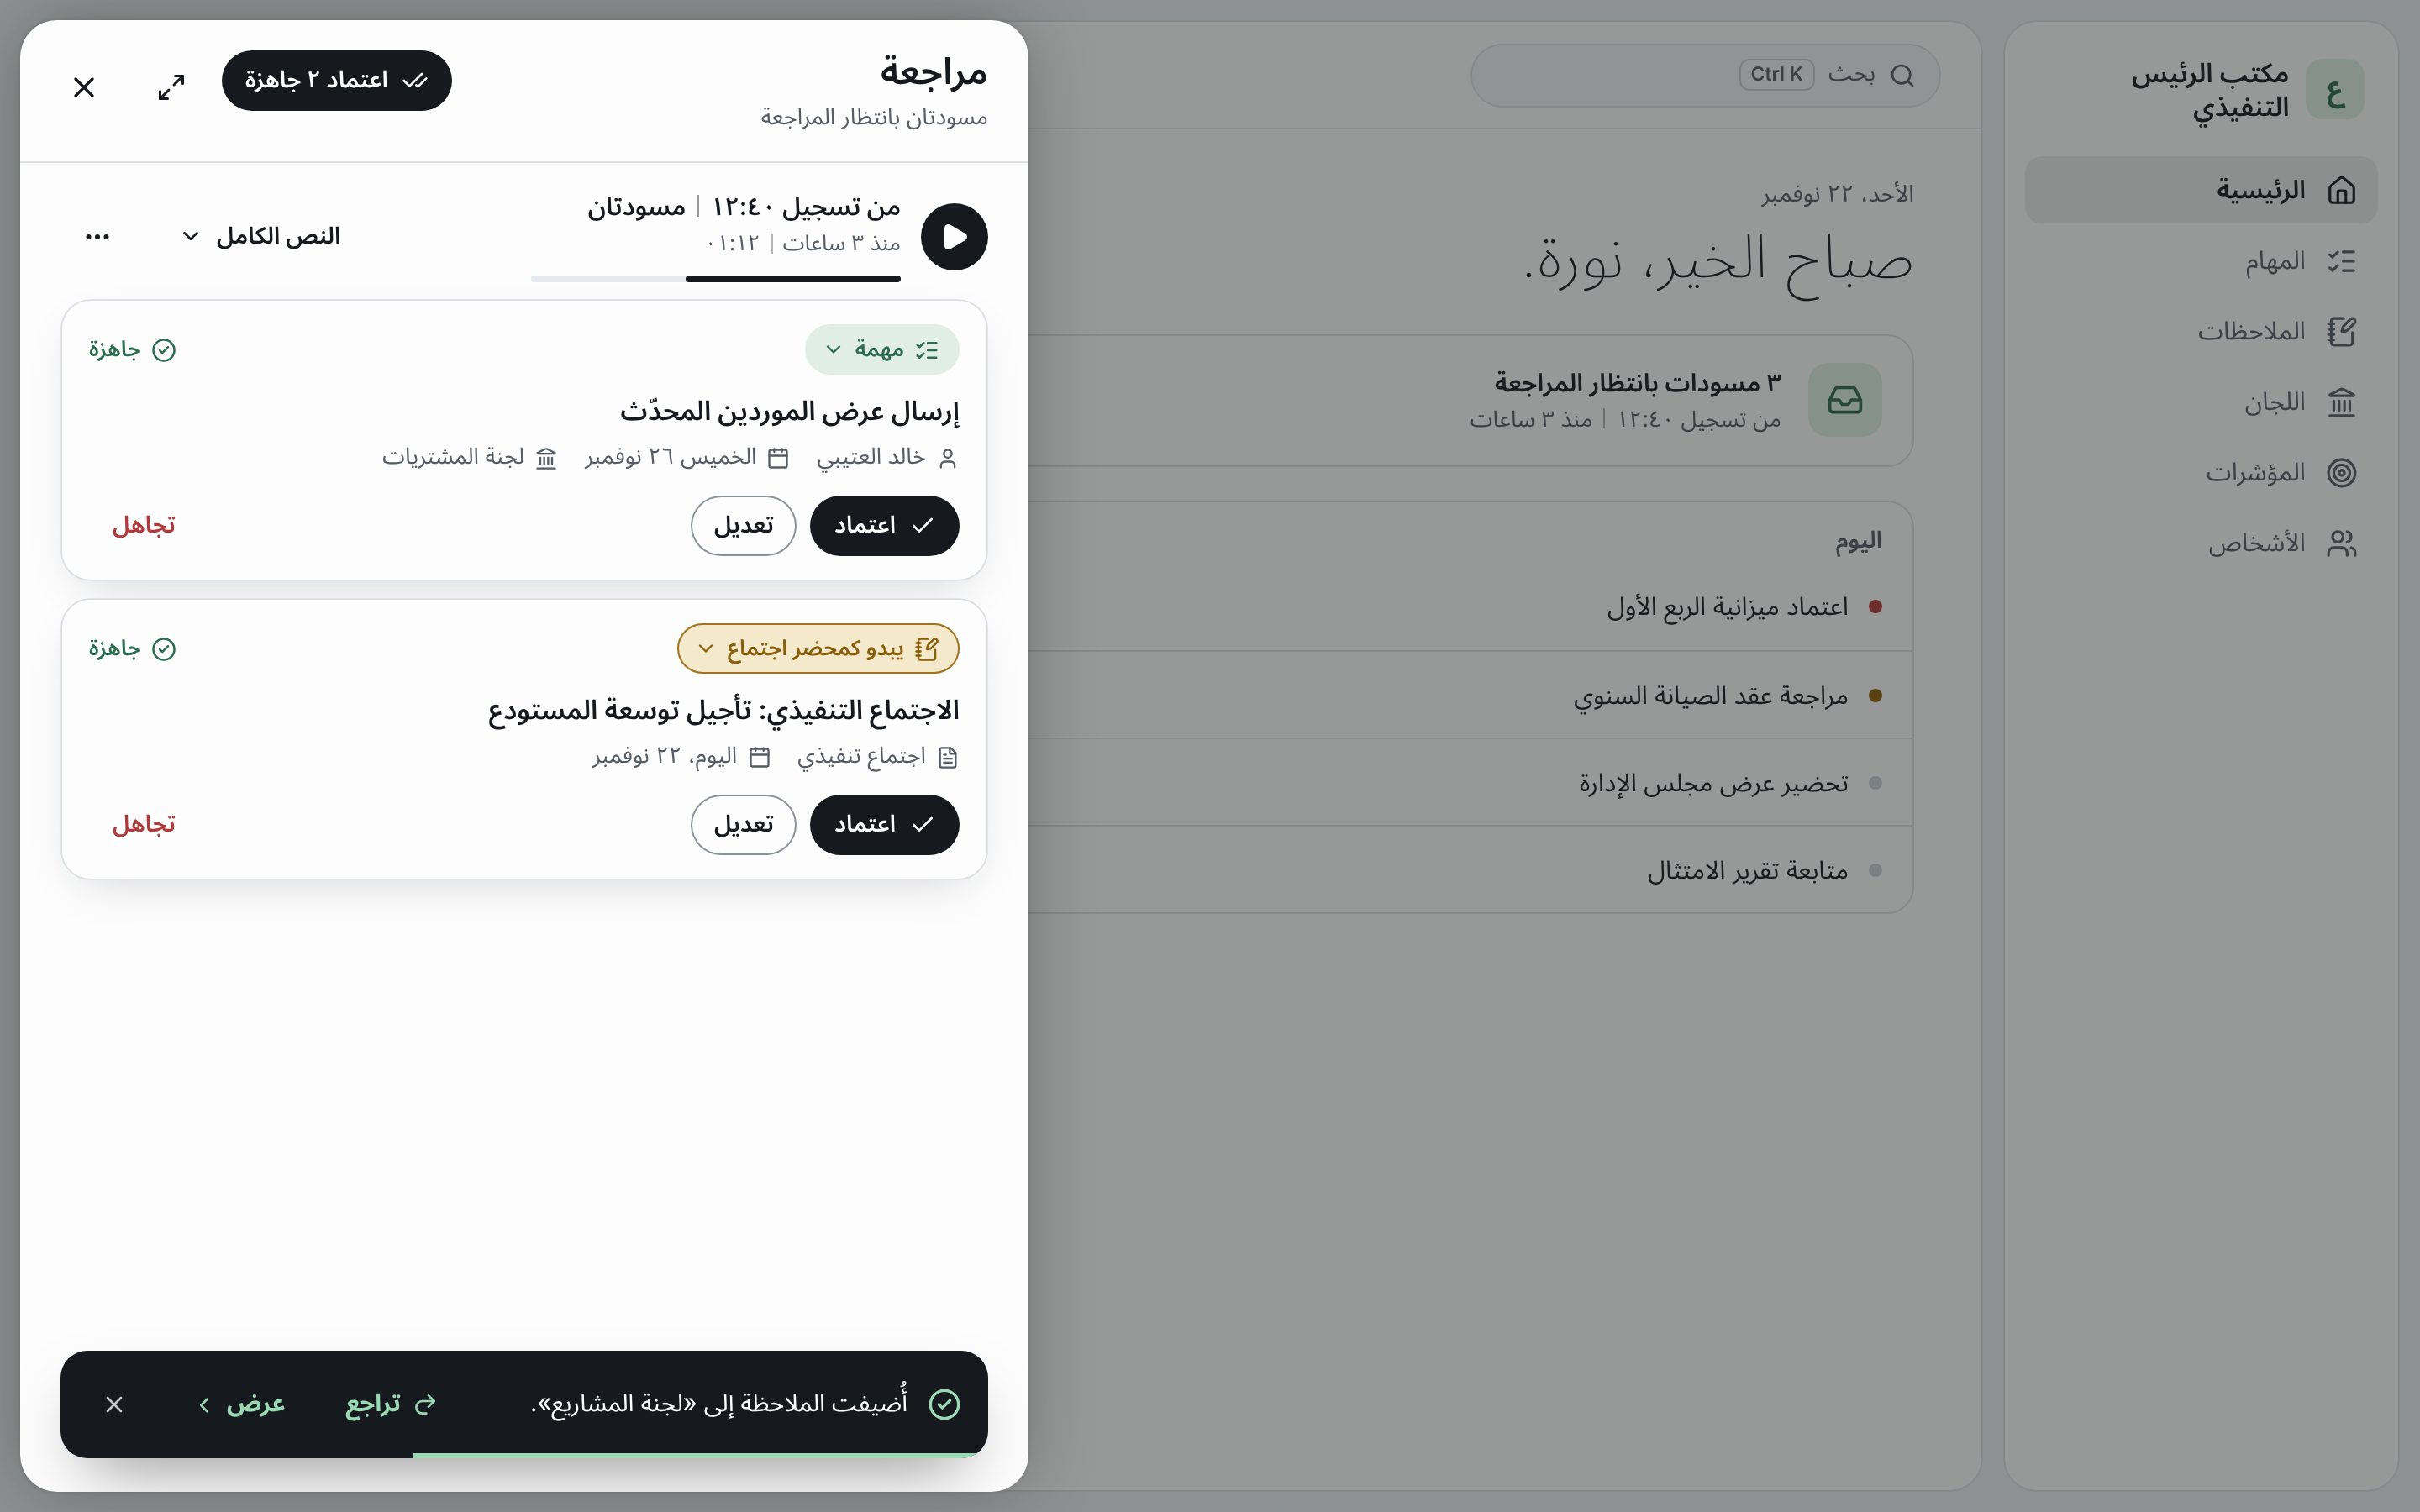 ع
مكتب الرئيس
التنفيذي
الرئيسية
المهام
الملاحظات
اللجان
المؤشرات
الأشخاص
بحث Ctrl K
الأحد، ٢٢ نوفمبر
صباح الخير، نورة.
٣ مسودات بانتظار المراجعة
من تسجيل ١٢:٤٠ | منذ ٣ ساعات
اليوم
اعتماد ميزانية الربع الأول
مراجعة عقد الصيانة السنوي
تحضير عرض مجلس الإدارة
متابعة تقرير الامتثال
مراجعة
مسودتان بانتظار المراجعة
اعتماد ٢ جاهزة
من تسجيل ١٢:٤٠ | مسودتان
منذ ٣ ساعات | ٠١:١٢
النص الكامل
مهمة
جاهزة
إرسال عرض الموردين المحدّث
خالد العتيبي الخميس ٢٦ نوفمبر لجنة المشتريات
اعتماد تعديل تجاهل
يبدو كمحضر اجتماع
جاهزة
الاجتماع التنفيذي: تأجيل توسعة المستودع
اجتماع تنفيذي اليوم، ٢٢ نوفمبر
اعتماد تعديل تجاهل
أُضيفت الملاحظة إلى «لجنة المشاريع». تراجع عرض